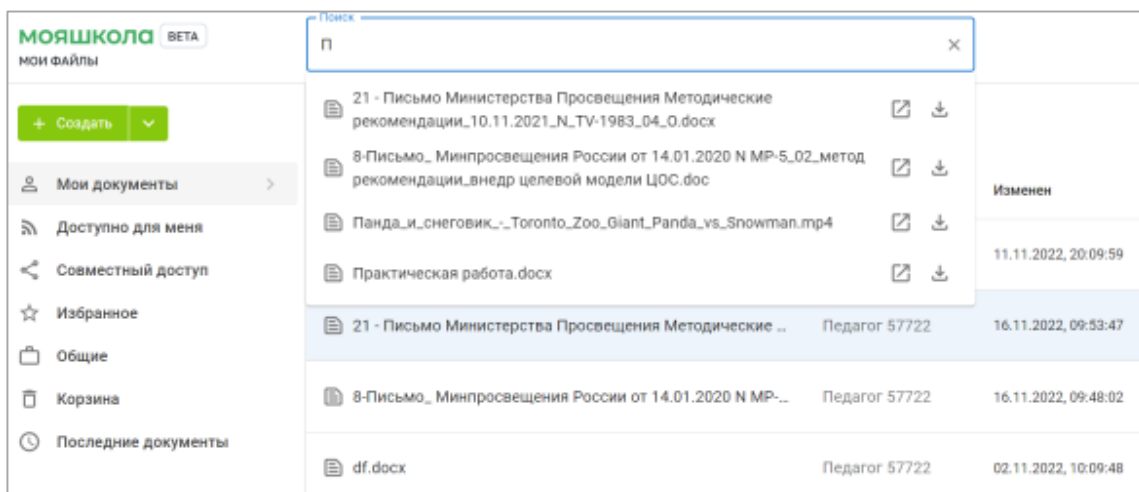 МОЯШКОЛА BETA
МОИ ФАЙЛЫ
Поиск
П
+ Создать
Мои документы
Доступно для меня
Совместный доступ
Избранное
Общие
Корзина
Последние документы
21 - Письмо Министерства Просвещения Методические
рекомендации_10.11.2021_N_TV-1983_04_О.docx
8-Письмо_ Минпросвещения России от 14.01.2020 N MP-5_02_метод
рекомендации_внедр целевой модели ЦОС.doc
Панда_и_снеговик_-_Toronto_Zoo_Giant_Panda_vs_Snowman.mp4
Практическая работа.docx
Изменен
11.11.2022, 20:09:59
21 - Письмо Министерства Просвещения Методические ... Педагог 57722 16.11.2022, 09:53:47
8-Письмо_ Минпросвещения России от 14.01.2020 N MP-... Педагог 57722 16.11.2022, 09:48:02
df.docx Педагог 57722 02.11.2022, 10:09:48